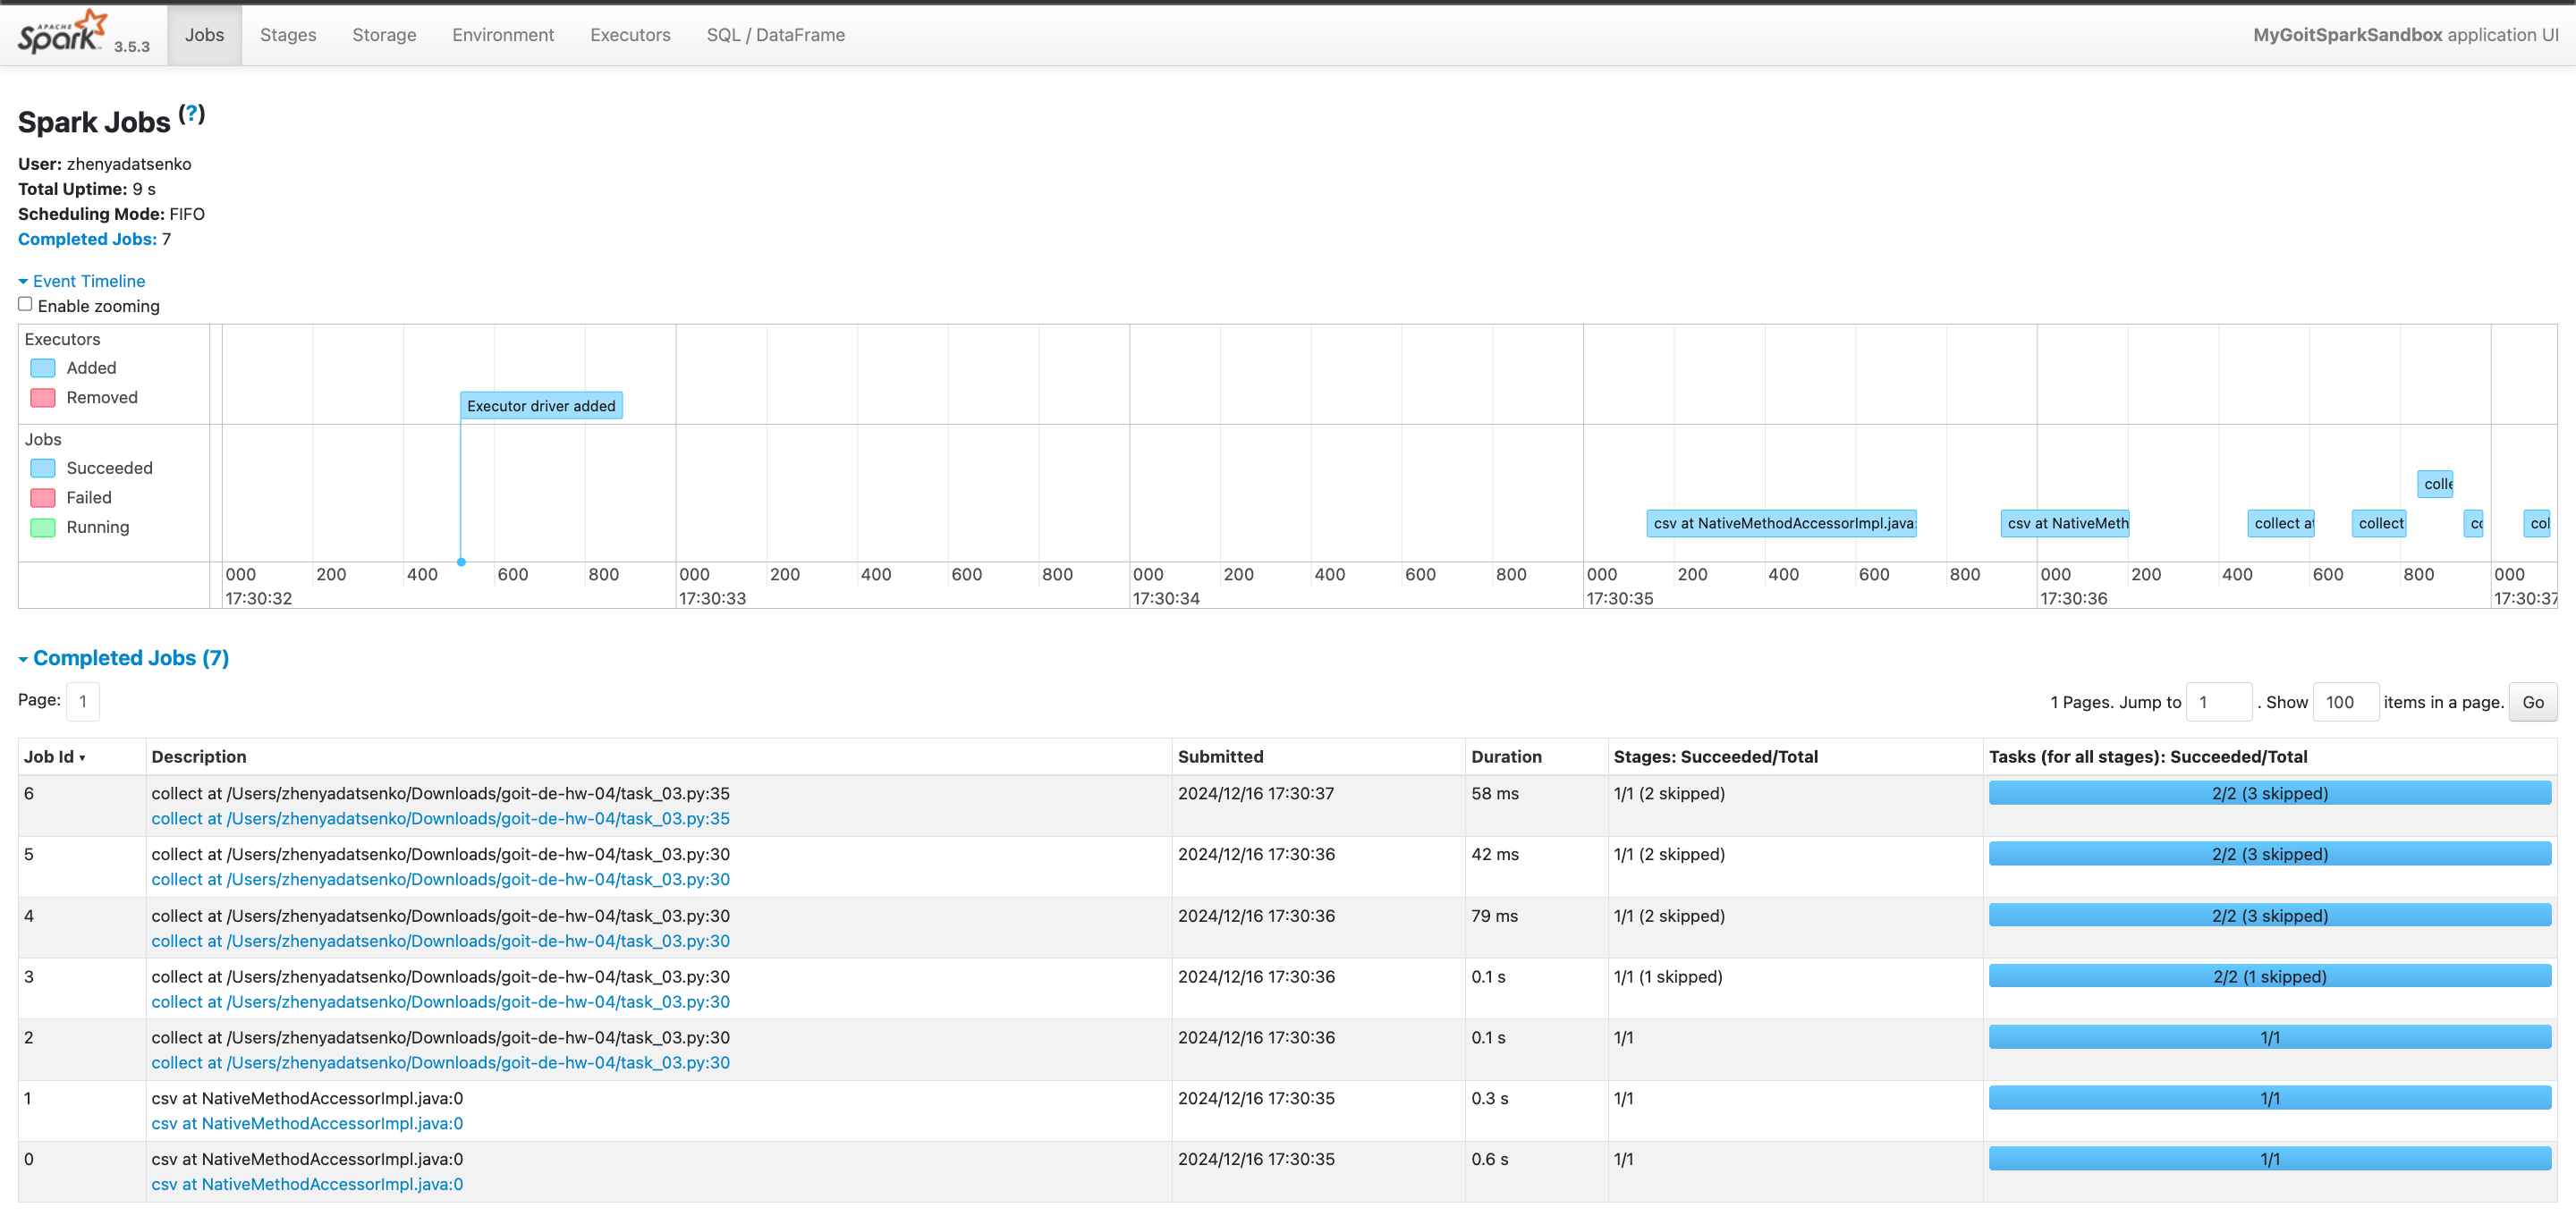 APACHE
Spark 3.5.3 Jobs Stages Storage Environment Executors SQL / DataFrame MyGoitSparkSandbox application UI
Spark Jobs (?)
User: zhenyadatsenko
Total Uptime: 9 s
Scheduling Mode: FIFO
Completed Jobs: 7
Event Timeline
Enable zooming
Executors
Added
Removed
Executor driver added
Jobs
Succeeded
Failed
Running
colle
csv at NativeMethodAccessorImpl.java: csv at NativeMeth collect at collect co col
000 200 400 600 800 000 200 400 600 800 000 200 400 600 800 000 200 400 600 800 000 200 400 600 800 000
17:30:32 17:30:33 17:30:34 17:30:35 17:30:36 17:30:37
Completed Jobs (7)
Page: 1 1 Pages. Jump to 1 . Show 100 items in a page. Go
Job Id ▾ Description Submitted Duration Stages: Succeeded/Total Tasks (for all stages): Succeeded/Total
6 collect at /Users/zhenyadatsenko/Downloads/goit-de-hw-04/task_03.py:35 2024/12/16 17:30:37 58 ms 1/1 (2 skipped) 2/2 (3 skipped)
collect at /Users/zhenyadatsenko/Downloads/goit-de-hw-04/task_03.py:35
5 collect at /Users/zhenyadatsenko/Downloads/goit-de-hw-04/task_03.py:30 2024/12/16 17:30:36 42 ms 1/1 (2 skipped) 2/2 (3 skipped)
collect at /Users/zhenyadatsenko/Downloads/goit-de-hw-04/task_03.py:30
4 collect at /Users/zhenyadatsenko/Downloads/goit-de-hw-04/task_03.py:30 2024/12/16 17:30:36 79 ms 1/1 (2 skipped) 2/2 (3 skipped)
collect at /Users/zhenyadatsenko/Downloads/goit-de-hw-04/task_03.py:30
3 collect at /Users/zhenyadatsenko/Downloads/goit-de-hw-04/task_03.py:30 2024/12/16 17:30:36 0.1 s 1/1 (1 skipped) 2/2 (1 skipped)
collect at /Users/zhenyadatsenko/Downloads/goit-de-hw-04/task_03.py:30
2 collect at /Users/zhenyadatsenko/Downloads/goit-de-hw-04/task_03.py:30 2024/12/16 17:30:36 0.1 s 1/1 1/1
collect at /Users/zhenyadatsenko/Downloads/goit-de-hw-04/task_03.py:30
1 csv at NativeMethodAccessorImpl.java:0 2024/12/16 17:30:35 0.3 s 1/1 1/1
csv at NativeMethodAccessorImpl.java:0
0 csv at NativeMethodAccessorImpl.java:0 2024/12/16 17:30:35 0.6 s 1/1 1/1
csv at NativeMethodAccessorImpl.java:0